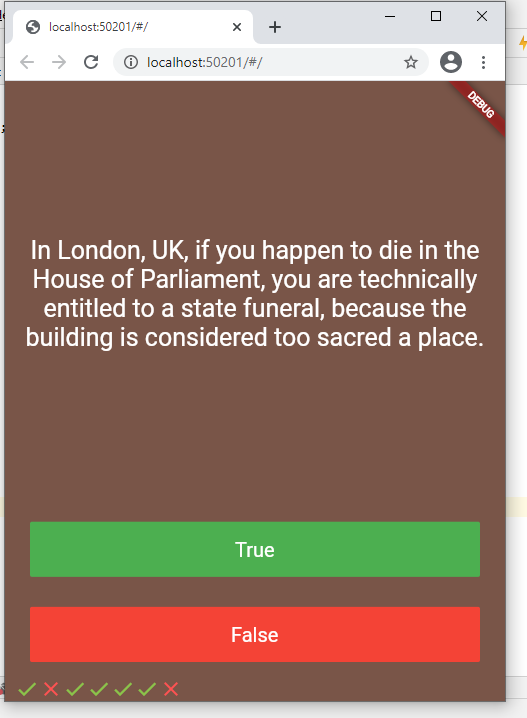 localhost:50201/#/
localhost:50201/#/
DEBUG
In London, UK, if you happen to die in the
House of Parliament, you are technically
entitled to a state funeral, because the
building is considered too sacred a place.
True
False